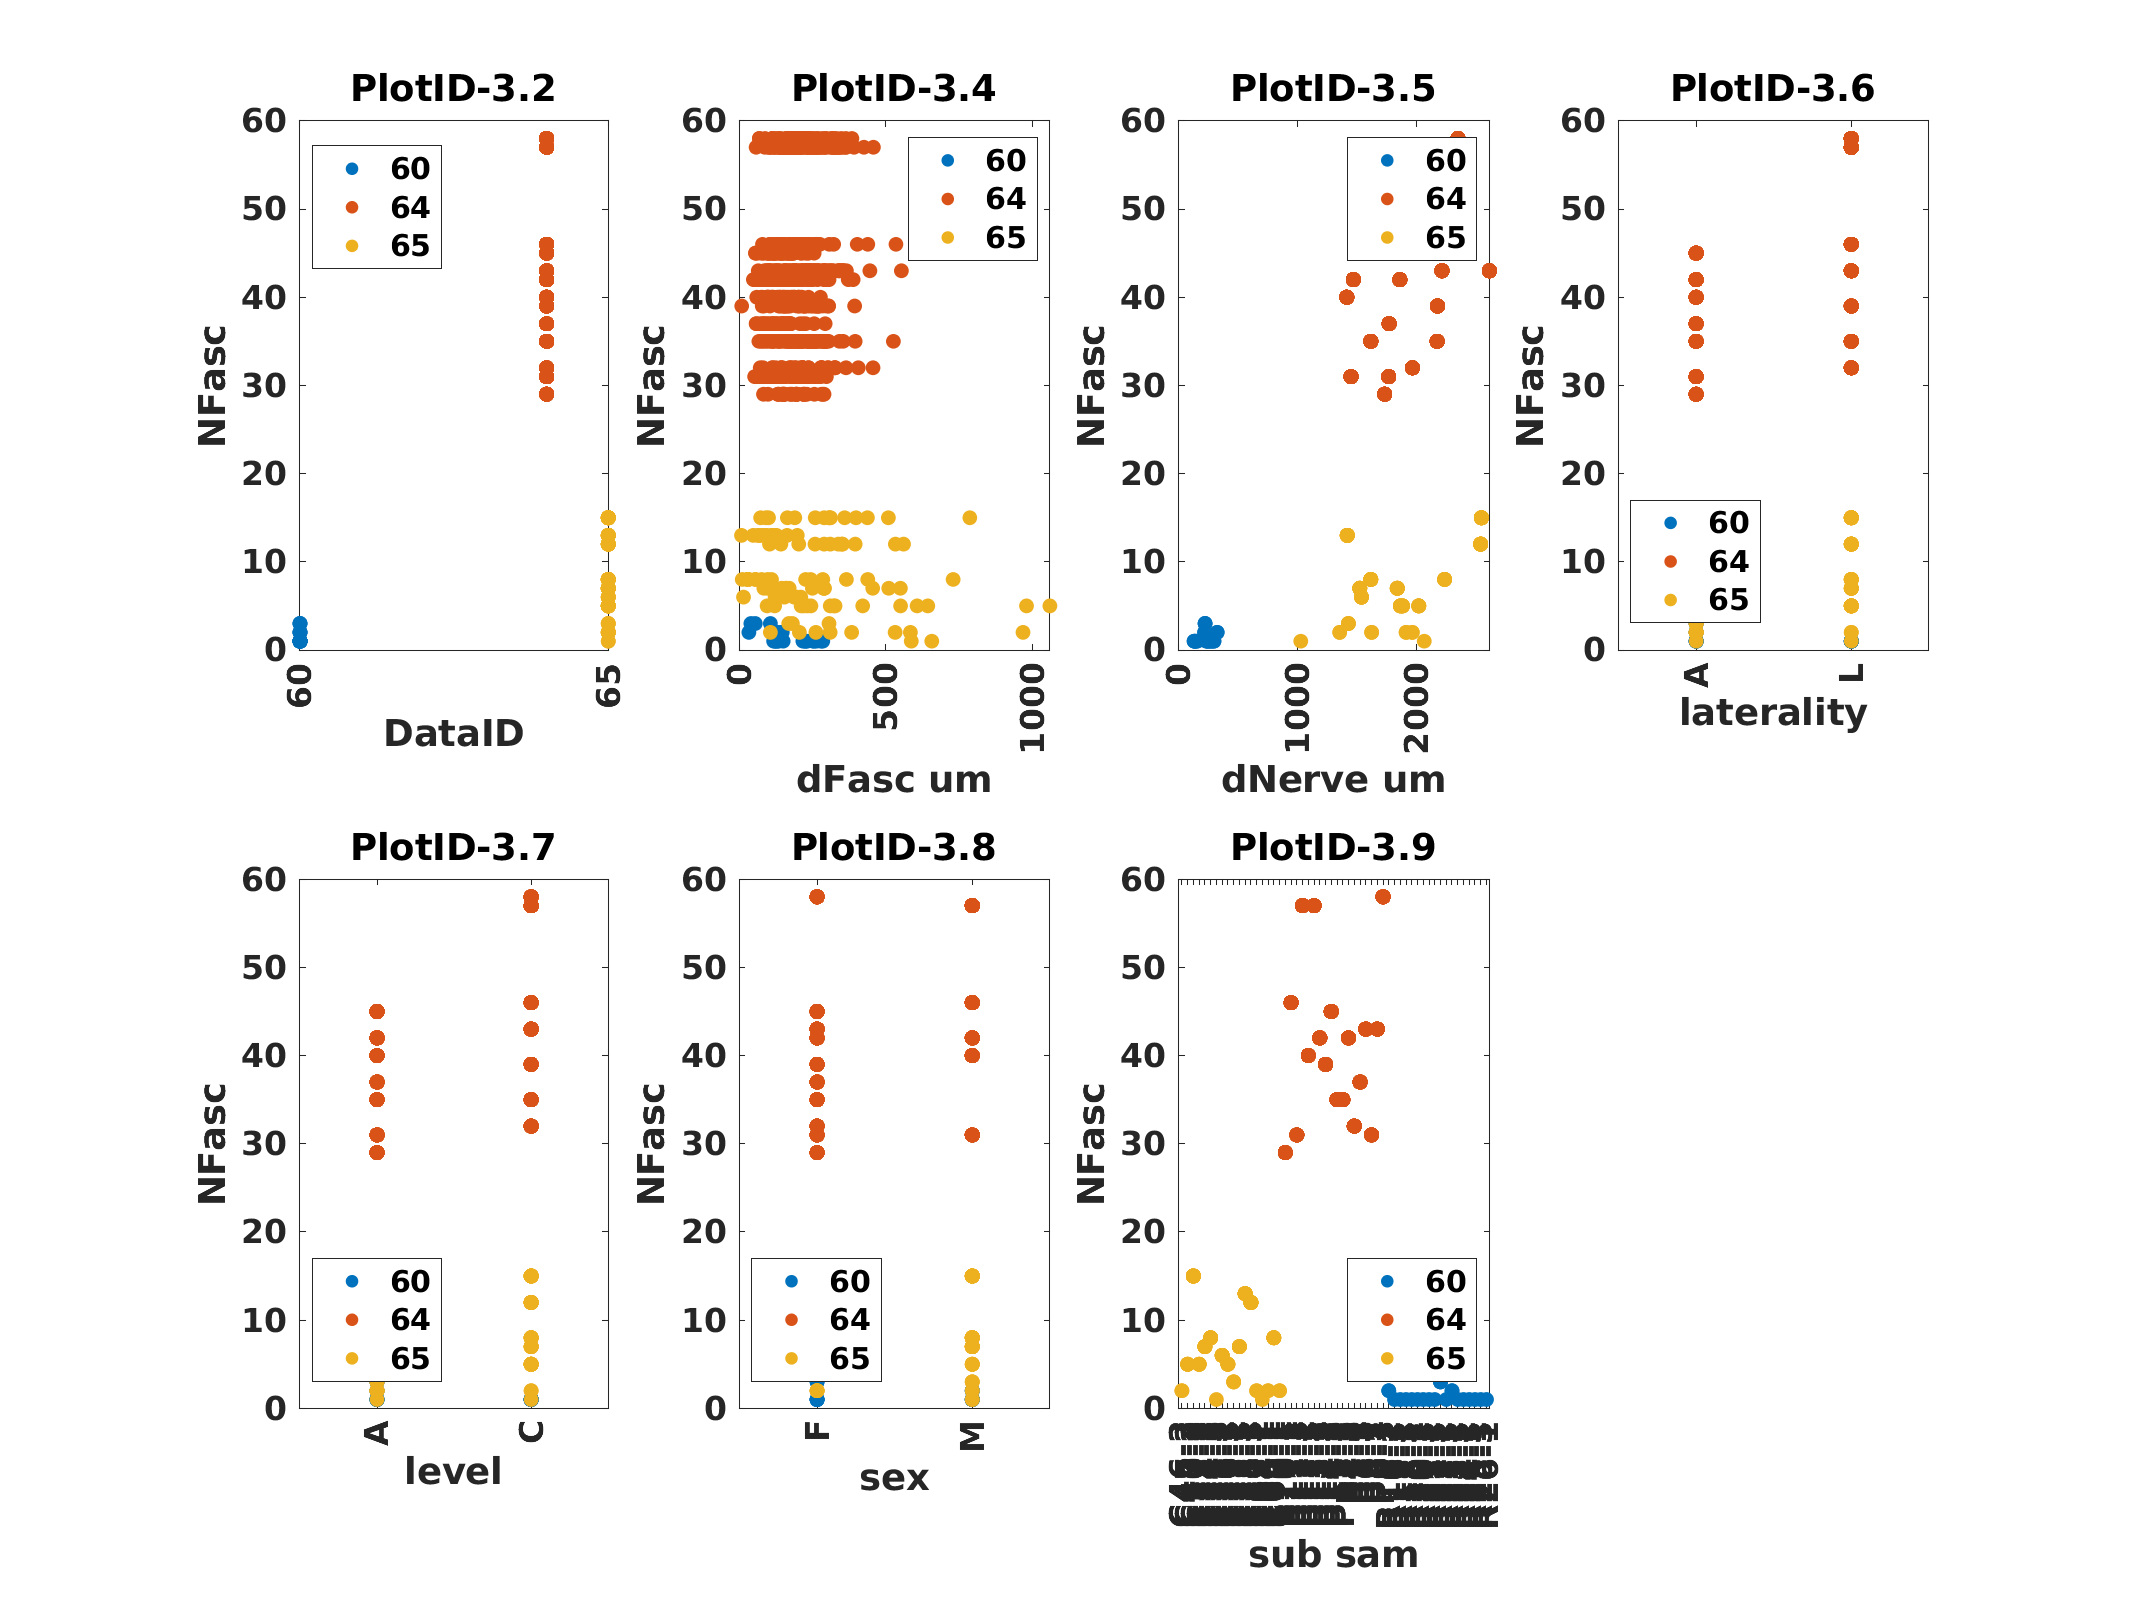 PlotID-3.2
60
50
40
30
20
10
0
NFasc
60
64
65
60
65
DataID
PlotID-3.4
60
50
40
30
20
10
0
NFasc
60
64
65
0
500
1000
dFasc um
PlotID-3.5
60
50
40
30
20
10
0
NFasc
60
64
65
0
1000
2000
dNerve um
PlotID-3.6
60
50
40
30
20
10
0
NFasc
60
64
65
A
L
laterality
PlotID-3.7
60
50
40
30
20
10
0
NFasc
60
64
65
A
C
level
PlotID-3.8
60
50
40
30
20
10
0
NFasc
60
64
65
F
M
sex
PlotID-3.9
60
50
40
30
20
10
0
NFasc
60
64
65
sub sam